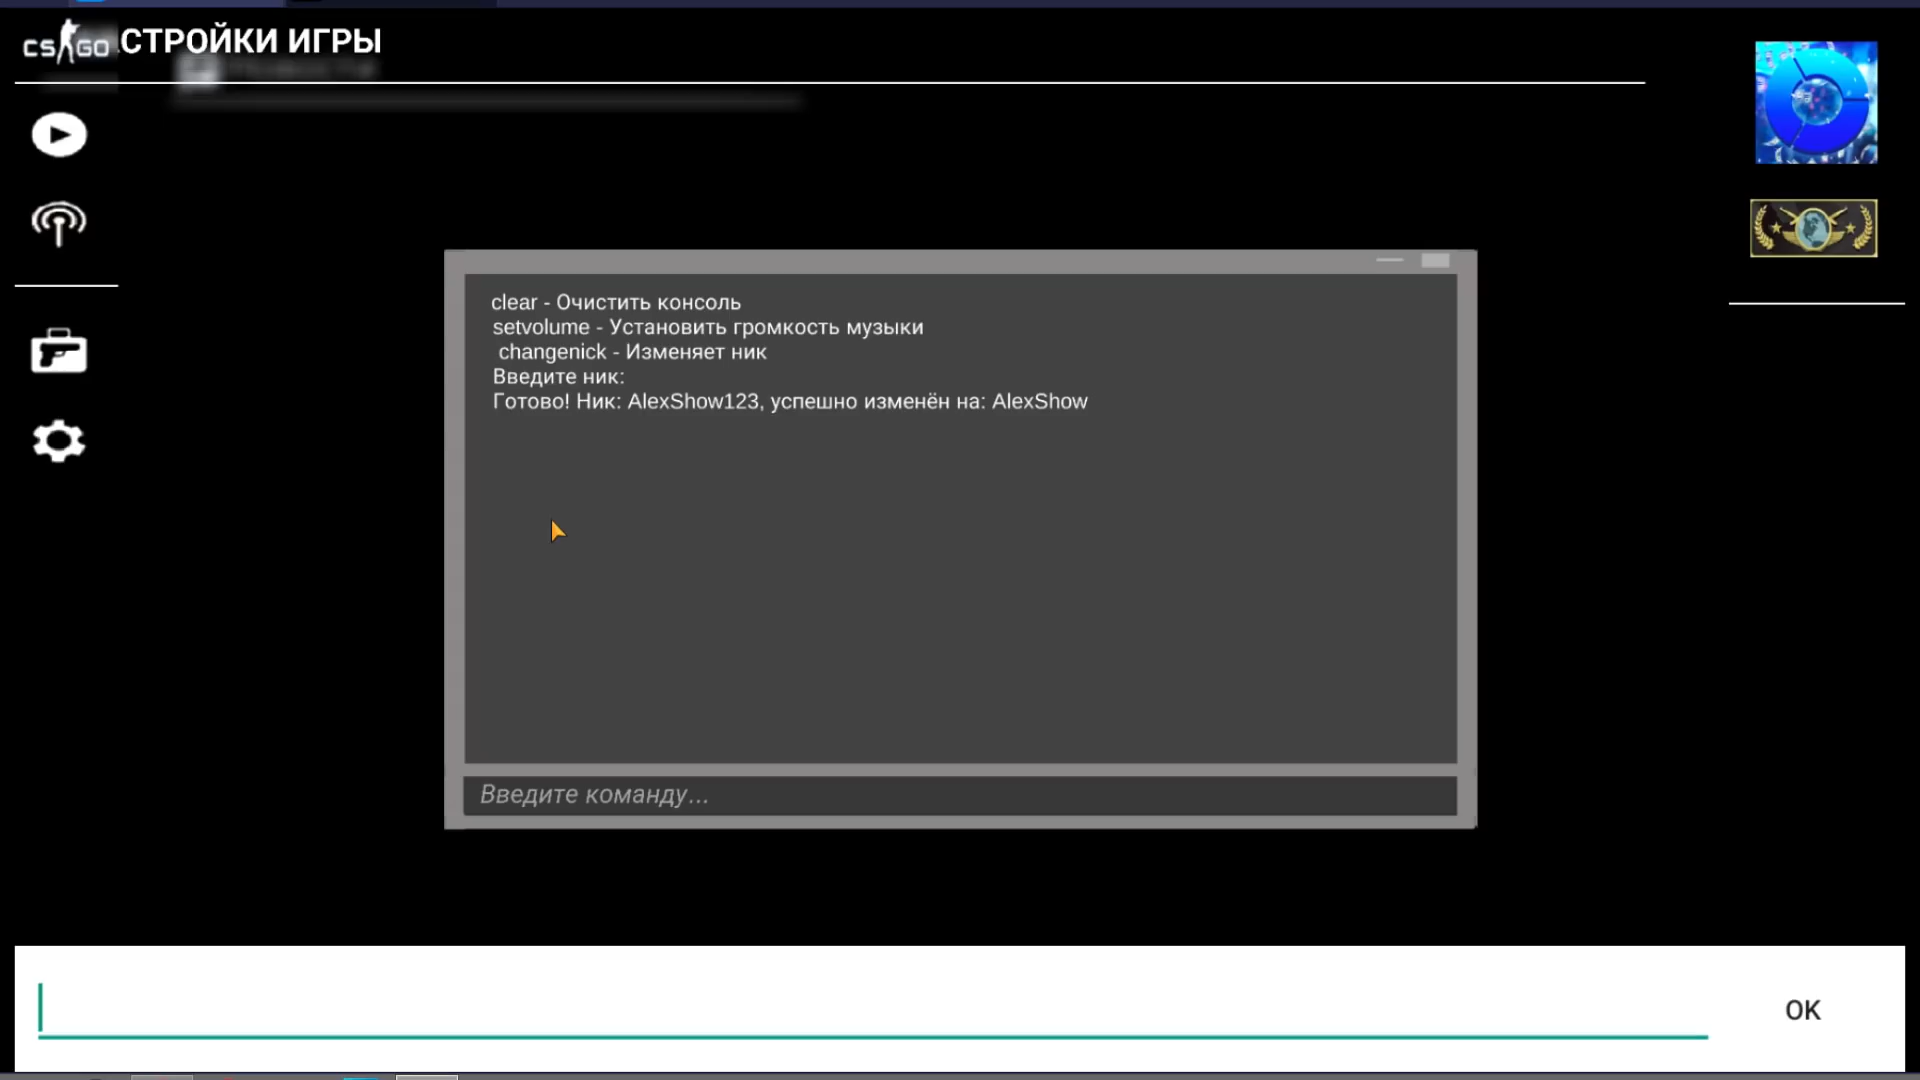 CS GO
СТРОЙКИ ИГРЫ
clear - Очистить консоль
setvolume - Установить громкость музыки
changenick - Изменяет ник
Введите ник:
Готово! Ник: AlexShow123, успешно изменён на: AlexShow
Введите команду...
OK